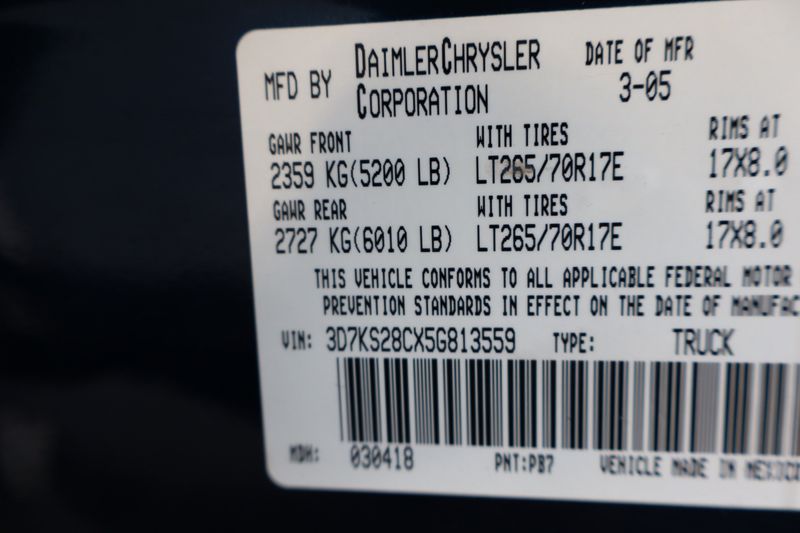 MFD BY DAIMLERCHRYSLER CORPORATION DATE OF MFR 3-05
GAWR FRONT WITH TIRES RIMS AT
2359 KG(5200 LB) LT265/70R17E 17X8.0
GAWR REAR WITH TIRES RIMS AT
2727 KG(6010 LB) LT265/70R17E 17X8.0
THIS VEHICLE CONFORMS TO ALL APPLICABLE FEDERAL MOTOR
PREVENTION STANDARDS IN EFFECT ON THE DATE OF MANUFAC
VIN: 3D7KS28CX5G813559 TYPE: TRUCK
MDH: 030418 PNT:PB7 VEHICLE MADE IN MEXICO